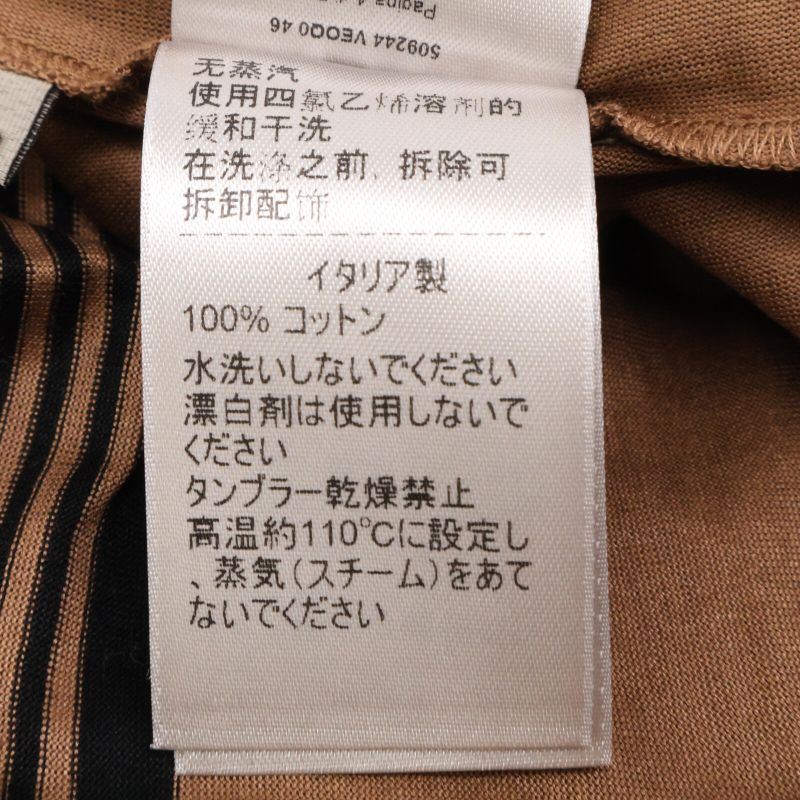 Pagina 4
509244 VEOQ0 46
无蒸汽
使用四氯乙烯溶剂的
缓和干洗
在洗涤之前, 拆除可
拆卸配饰
イタリア製
100% コットン
水洗いしないでください
漂白剤は使用しないで
ください
タンブラー乾燥禁止
高温約110℃に設定し
、蒸気(スチーム)をあて
ないでください